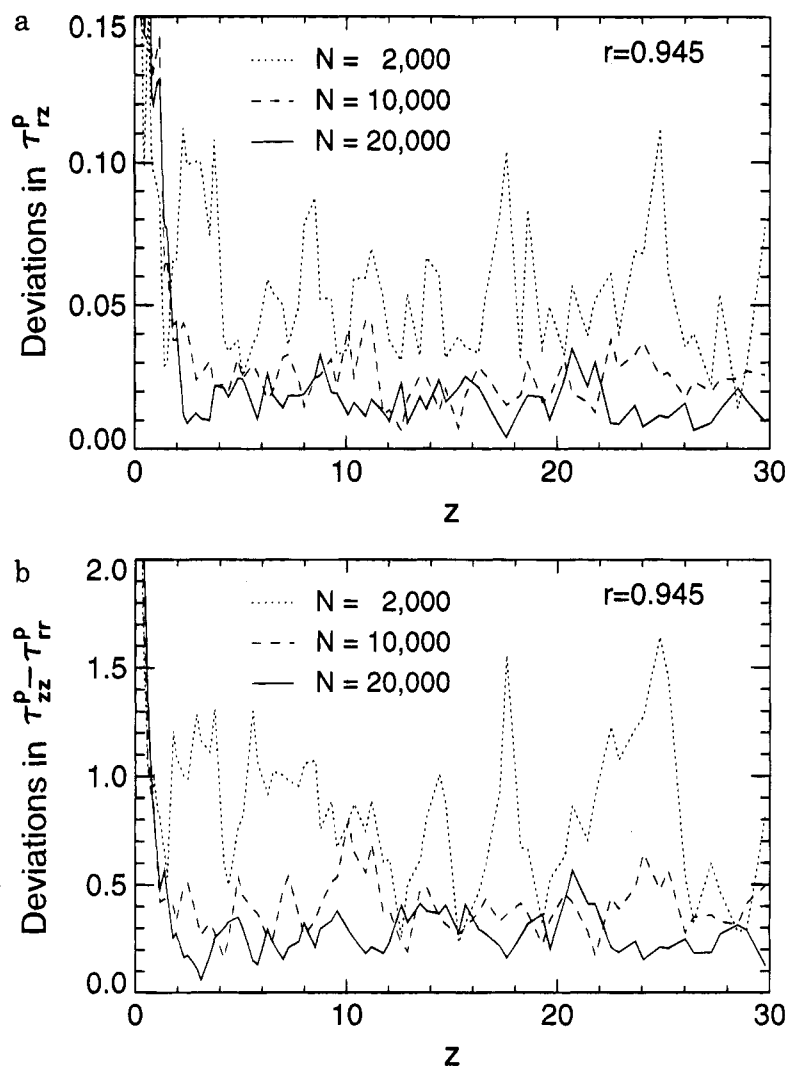 a
Deviations in τ^p_rz
0.15
0.10
0.05
0.00
N = 2,000
N = 10,000
N = 20,000
r=0.945
0
10
20
30
z
b
Deviations in τ^p_zz−τ^p_rr
2.0
1.5
1.0
0.5
0.0
N = 2,000
N = 10,000
N = 20,000
r=0.945
0
10
20
30
z